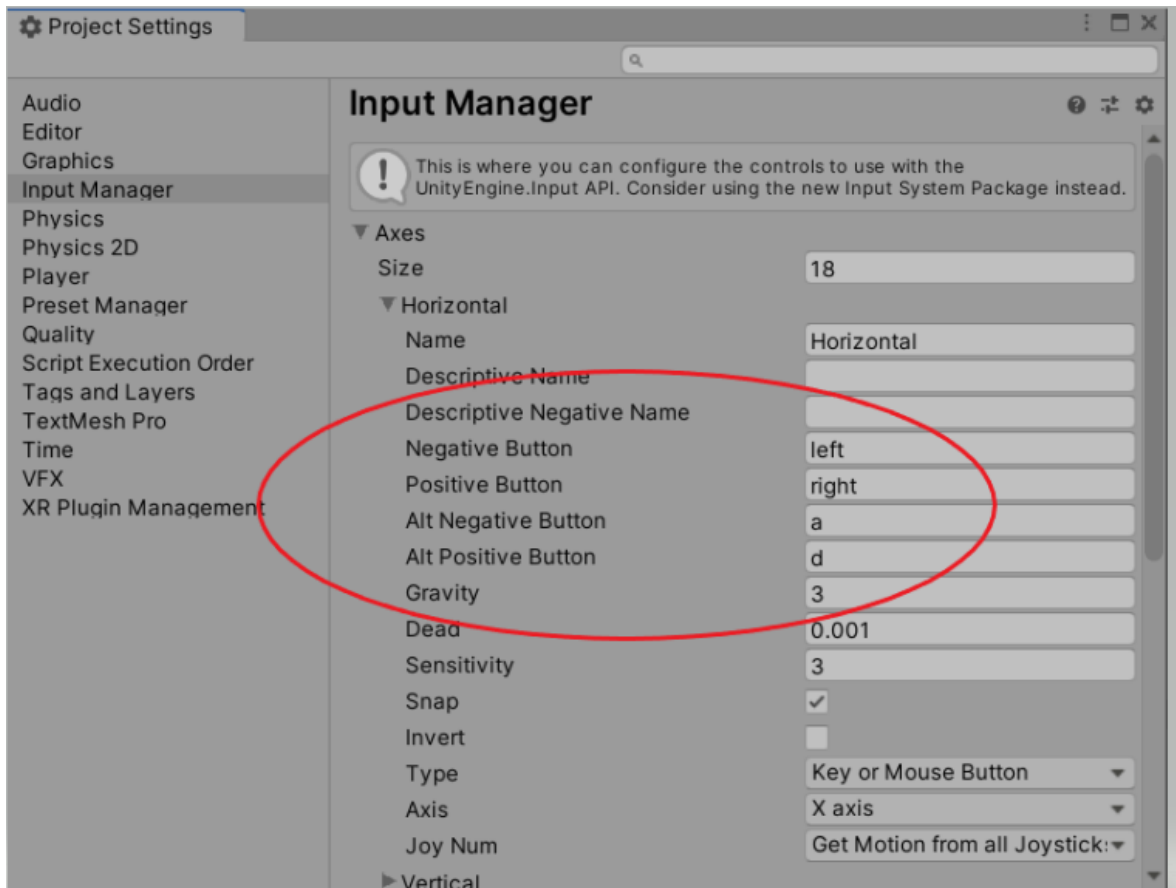 Project Settings
Audio
Editor
Graphics
Input Manager
Physics
Physics 2D
Player
Preset Manager
Quality
Script Execution Order
Tags and Layers
TextMesh Pro
Time
VFX
XR Plugin Management
Input Manager
This is where you can configure the controls to use with the
UnityEngine.Input API. Consider using the new Input System Package instead.
Axes
Size 18
Horizontal
Name Horizontal
Descriptive Name
Descriptive Negative Name
Negative Button left
Positive Button right
Alt Negative Button a
Alt Positive Button d
Gravity 3
Dead 0.001
Sensitivity 3
Snap
Invert
Type Key or Mouse Button
Axis X axis
Joy Num Get Motion from all Joysticks
Vertical